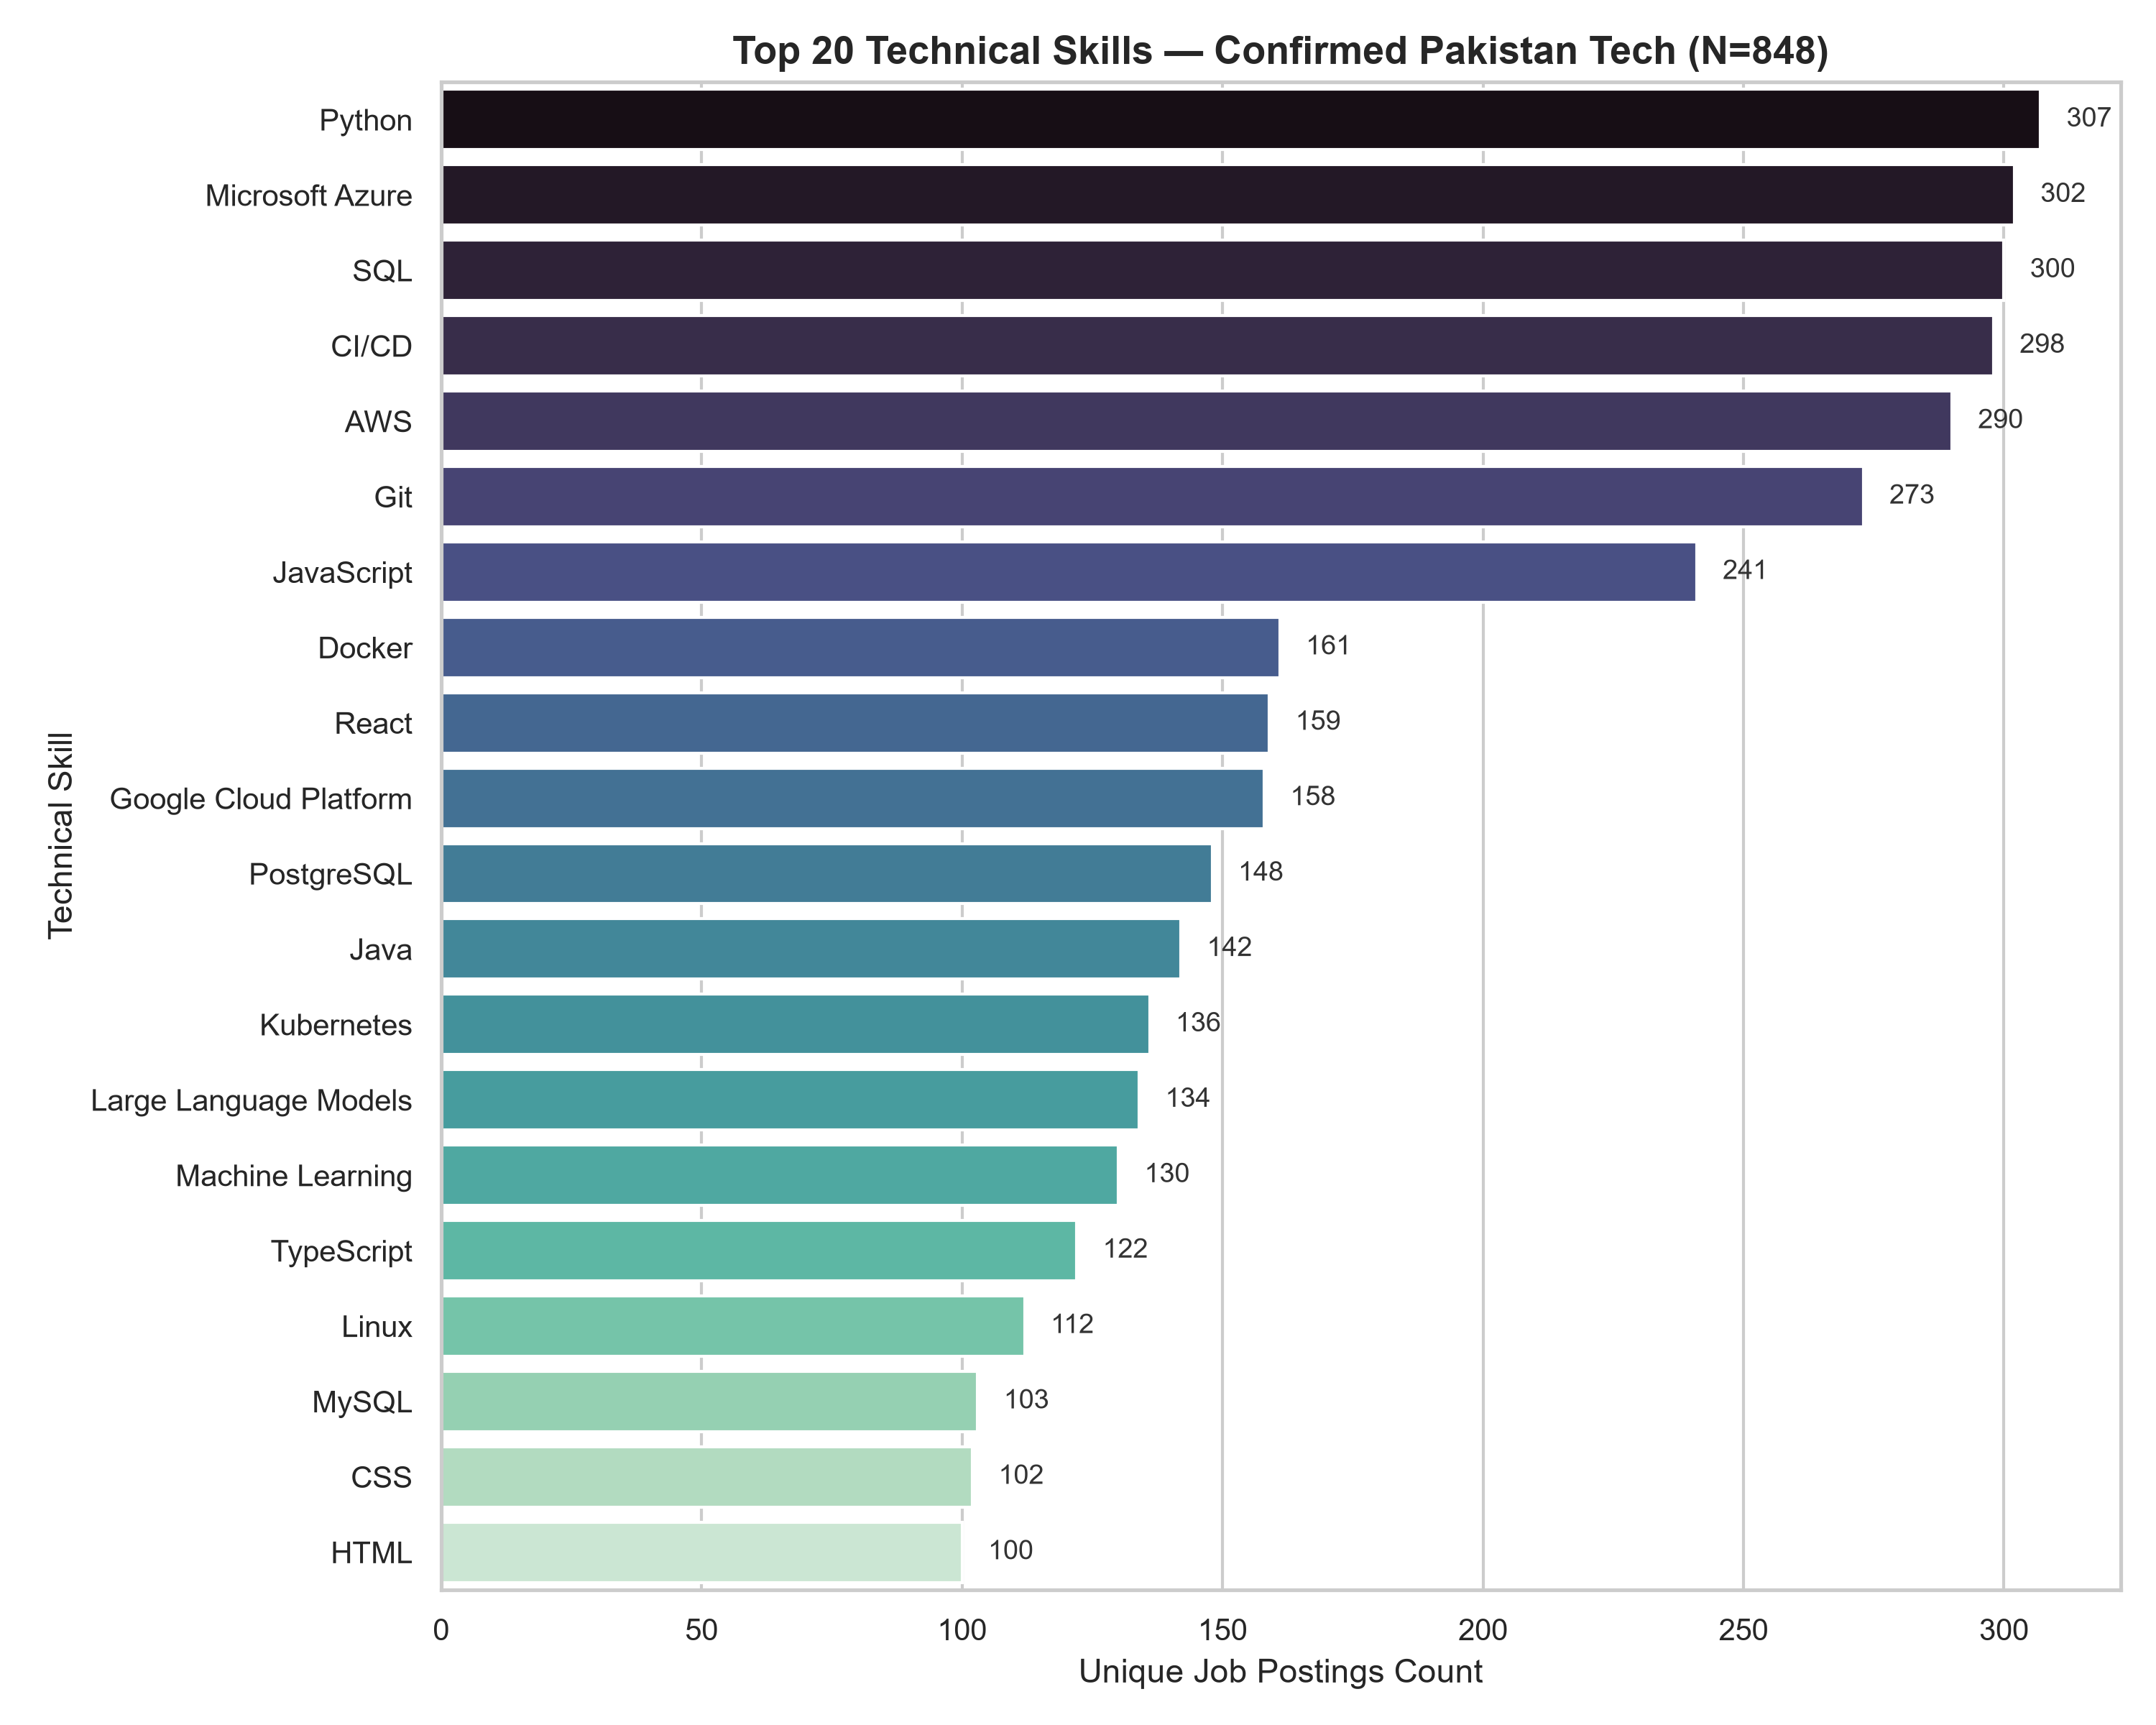 Top 20 Technical Skills — Confirmed Pakistan Tech (N=848)
Technical Skill
Python 307
Microsoft Azure 302
SQL 300
CI/CD 298
AWS 290
Git 273
JavaScript 241
Docker 161
React 159
Google Cloud Platform 158
PostgreSQL 148
Java 142
Kubernetes 136
Large Language Models 134
Machine Learning 130
TypeScript 122
Linux 112
MySQL 103
CSS 102
HTML 100
0 50 100 150 200 250 300
Unique Job Postings Count